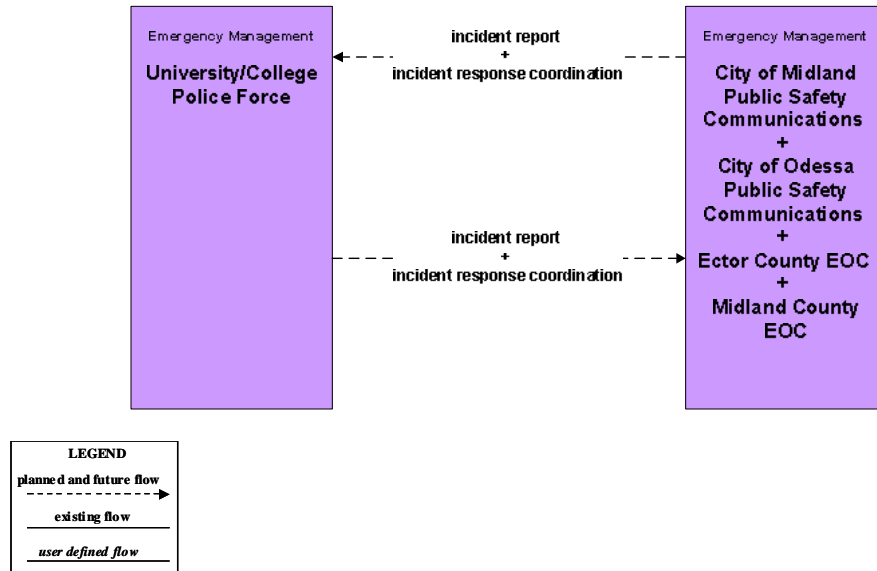 Emergency Management
University/College
Police Force
incident report
+
incident response coordination
incident report
+
incident response coordination
Emergency Management
City of Midland
Public Safety
Communications
+
City of Odessa
Public Safety
Communications
+
Ector County EOC
+
Midland County
EOC
LEGEND
planned and future flow
existing flow
user defined flow